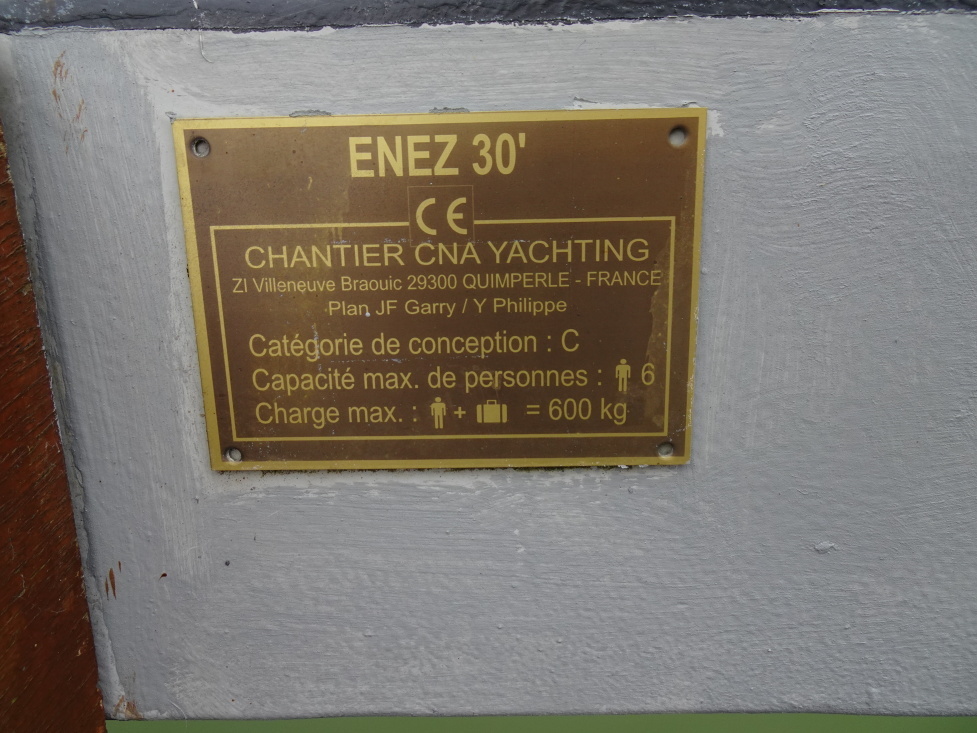 ENEZ 30'
CE
CHANTIER CNA YACHTING
ZI Villeneuve Braouic 29300 QUIMPERLE - FRANCE
Plan JF Garry / Y Philippe
Catégorie de conception : C
Capacité max. de personnes : 6
Charge max. : + = 600 kg